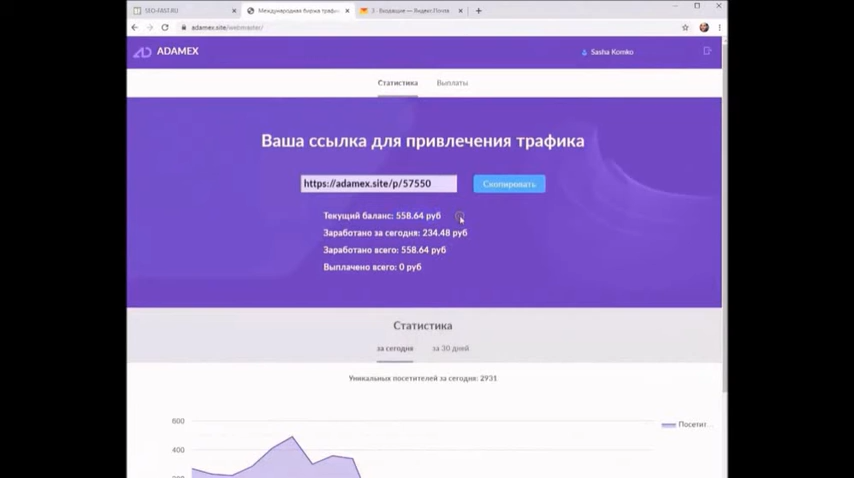 SEO-FAST.RU
Международная биржа трафик
3 · Входящие — Яндекс.Почта
adamex.site/webmaster/
ADAMEX
Sasha Komko
Статистика
Выплаты
Ваша ссылка для привлечения трафика
https://adamex.site/p/57550
Скопировать
Текущий баланс: 558.64 руб
Заработано за сегодня: 234.48 руб
Заработано всего: 558.64 руб
Выплачено всего: 0 руб
Статистика
за сегодня
за 30 дней
Уникальных посетителей за сегодня: 2931
600
Посетит...
400